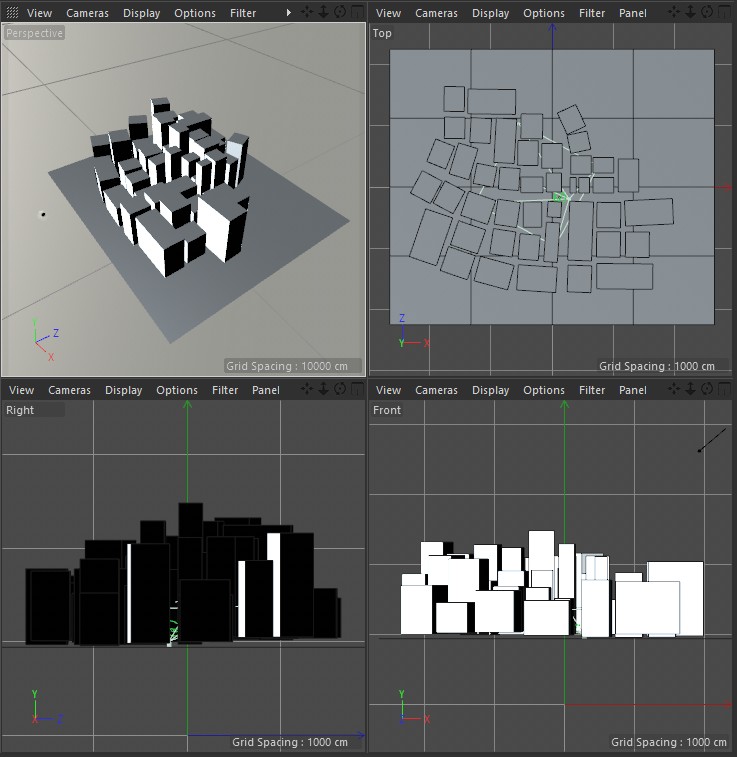 View Cameras Display Options Filter
Perspective
Y
Z
X
Grid Spacing : 10000 cm
View Cameras Display Options Filter Panel
Top
Z
Y X
Grid Spacing : 1000 cm
View Cameras Display Options Filter Panel
Right
Y
X Z
Grid Spacing : 1000 cm
View Cameras Display Options Filter Panel
Front
Y
Z X
Grid Spacing : 1000 cm